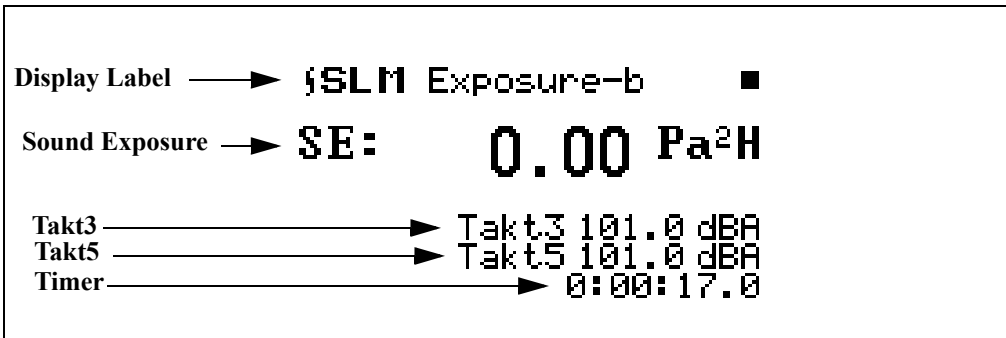 Display Label ∫SLM Exposure-b ■
Sound Exposure SE: 0.00 Pa²H
Takt3 Takt3 101.0 dBA
Takt5 Takt5 101.0 dBA
Timer 0:00:17.0